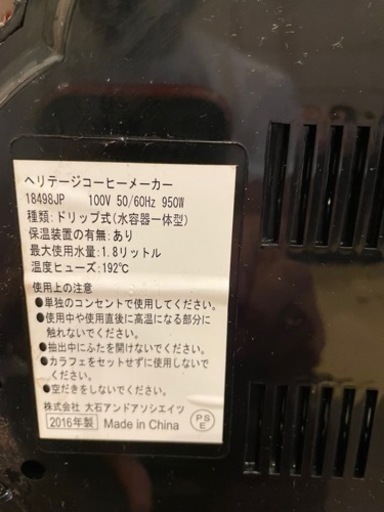 ヘリテージコーヒーメーカー
18498JP 100V 50/60Hz 950W
種類:ドリップ式(水容器一体型)
保温装置の有無:あり
最大使用水量:1.8リットル
温度ヒューズ:192℃
使用上の注意
●単独のコンセントで使用してください。
●使用中や使用直後に高温になる部分に
触れないでください。
●抽出中にふたを開けないでください。
●カラフェをセットせずに使用しないで
ください。
●空だきをしないでください。
株式会社 大石アンドアソシエイツ
2016年製 Made in China
PS
E